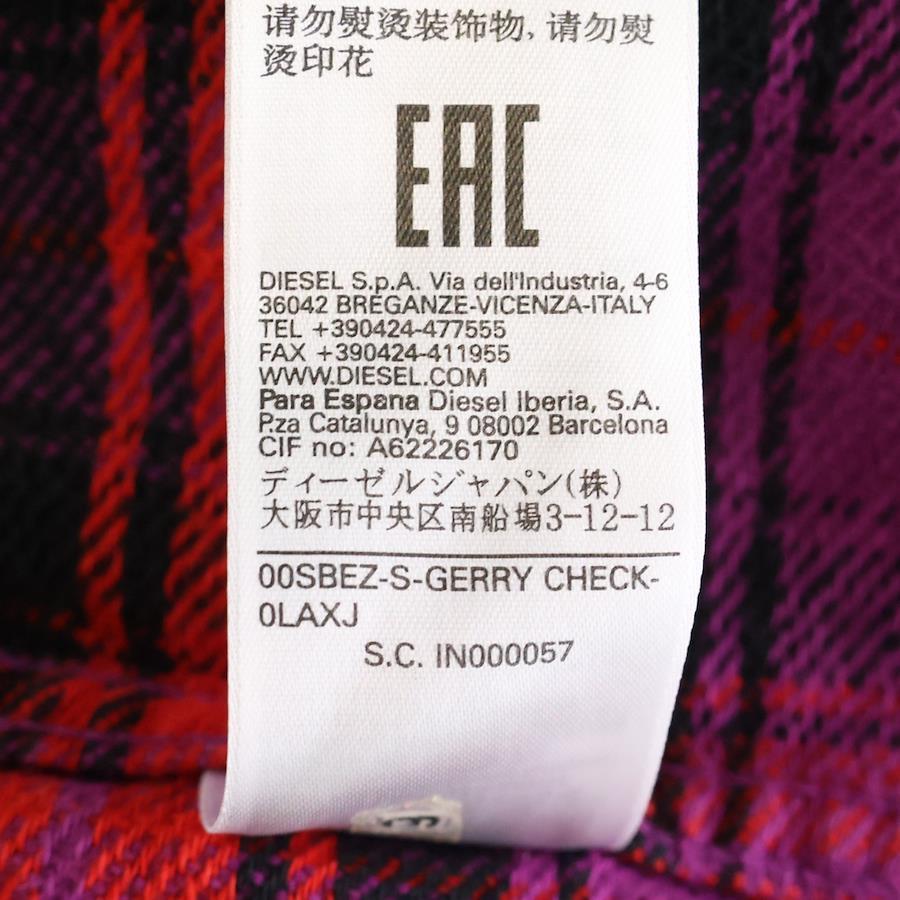 请勿熨烫装饰物, 请勿熨
烫印花
EAC
DIESEL S.p.A. Via dell'Industria, 4-6
36042 BREGANZE-VICENZA-ITALY
TEL +390424-477555
FAX +390424-411955
WWW.DIESEL.COM
Para Espana Diesel Iberia, S.A.
P.za Catalunya, 9 08002 Barcelona
CIF no: A62226170
ディーゼルジャパン(株)
大阪市中央区南船場3-12-12
00SBEZ-S-GERRY CHECK-
0LAXJ
S.C. IN000057